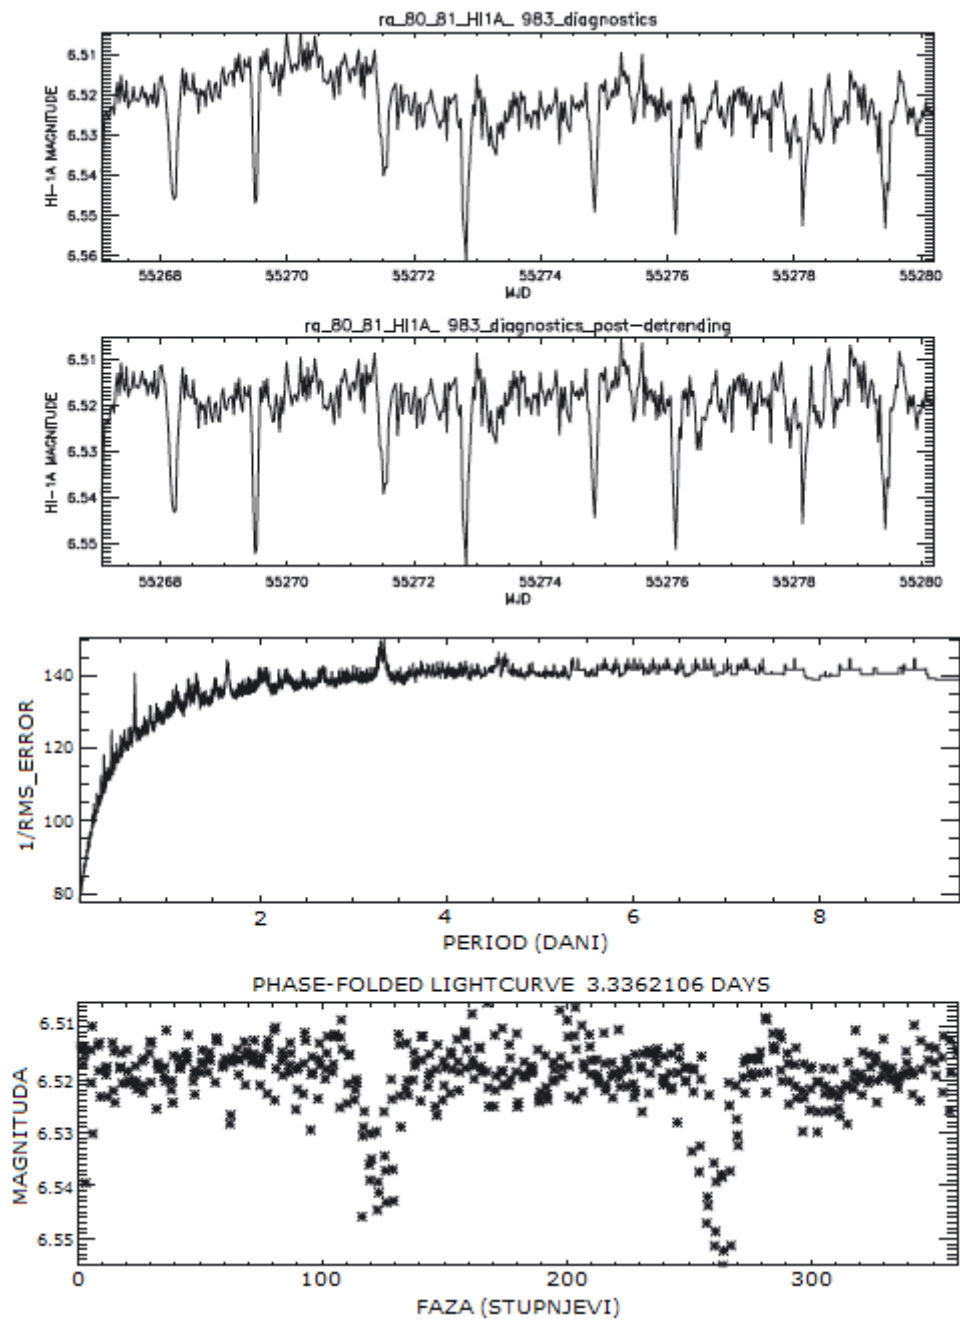 ra_80_81_HI1A_ 983_diagnostics
HI-1A MAGNITUDE
6.51
6.52
6.53
6.54
6.55
6.56
55268 55270 55272 55274 55276 55278 55280
MJD
ra_80_81_HI1A_ 983_diagnostics_post-detrending
HI-1A MAGNITUDE
6.51
6.52
6.53
6.54
6.55
55268 55270 55272 55274 55276 55278 55280
MJD
1/RMS_ERROR
140
120
100
80
2 4 6 8
PERIOD (DANI)
PHASE-FOLDED LIGHTCURVE 3.3362106 DAYS
MAGNITUDA
6.51
6.52
6.53
6.54
6.55
0 100 200 300
FAZA (STUPNJEVI)